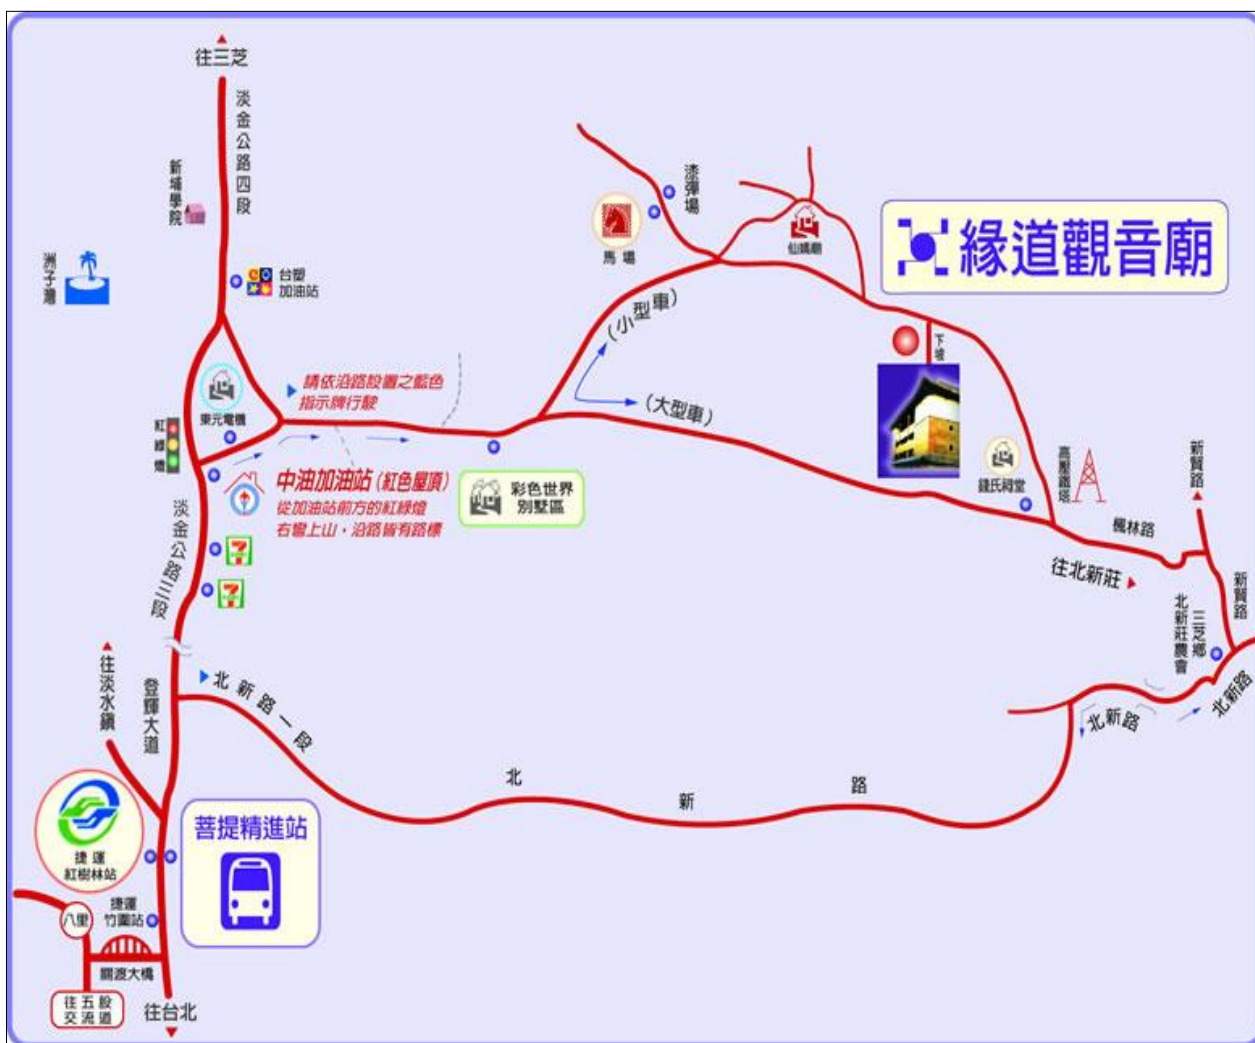 往三芝
淡金公路四段
新埔學院
洲子灣
台塑
加油站
漆彈場
馬場
仙媽廟
緣道觀音廟
(小型車)
(大型車)
下坡
東元電機
請依沿路設置之藍色
指示牌行駛
紅綠燈
中油加油站(紅色屋頂)
從加油站前方的紅綠燈
右彎上山，沿路皆有路標
彩色世界
別墅區
錢氏祠堂
高壓鐵塔
新賢路
楓林路
往北新莊
淡金公路三段
新賢路
三芝鄉
北新莊農會
北新路
北新路
往淡水鎮
登輝大道
北新路一段
北新路
捷運
紅樹林站
菩提精進站
捷運
竹圍站
八里
關渡大橋
往五股
交流道
往台北